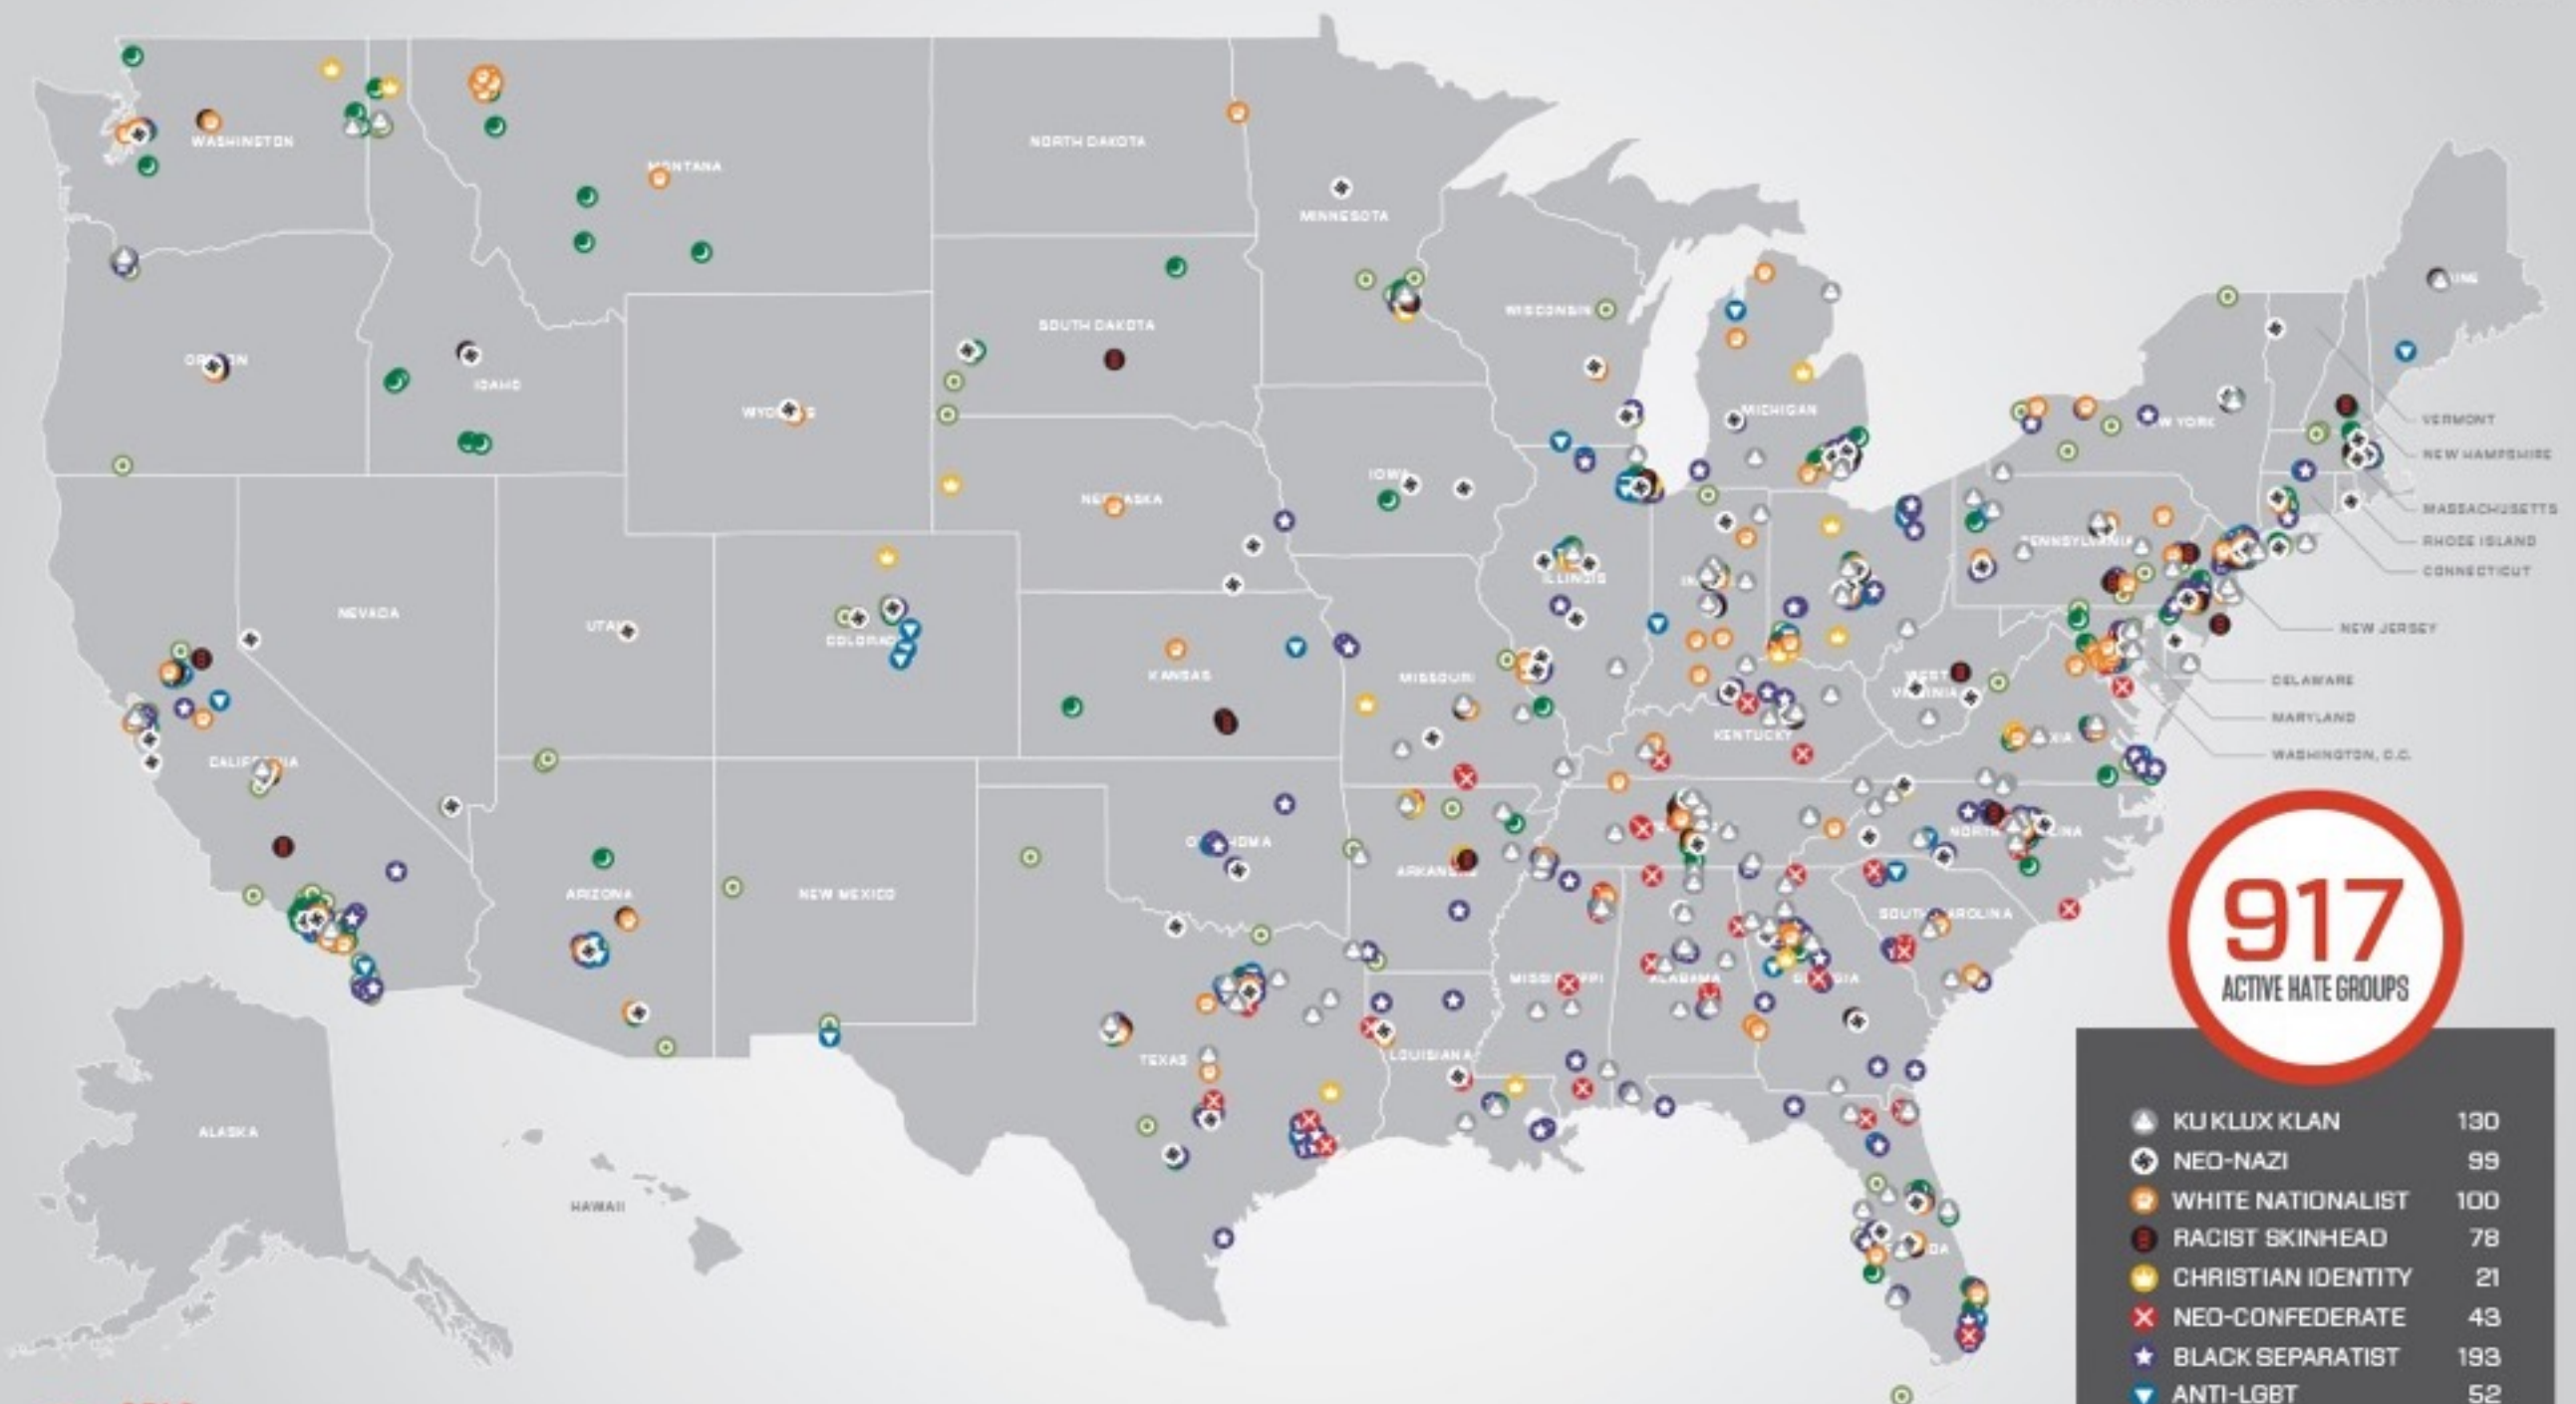 WASHINGTON
MONTANA
NORTH DAKOTA
MINNESOTA
SOUTH DAKOTA
WISCONSIN
IDAHO
MICHIGAN
VERMONT
NEW HAMPSHIRE
MASSACHUSETTS
RHODE ISLAND
CONNECTICUT
NEW JERSEY
DELAWARE
MARYLAND
WASHINGTON, D.C.
IOWA
PENNSYLVANIA
ILLINOIS
NEVADA
KANSAS
MISSOURI
WEST
VIRGINIA
KENTUCKY
NEW MEXICO
ARIZONA
TEXAS
LOUISIANA
ALABAMA
ALASKA
HAWAII
917
ACTIVE HATE GROUPS
KU KLUX KLAN 130
NEO-NAZI 99
WHITE NATIONALIST 100
RACIST SKINHEAD 78
CHRISTIAN IDENTITY 21
NEO-CONFEDERATE 43
BLACK SEPARATIST 193
ANTI-LGBT 52